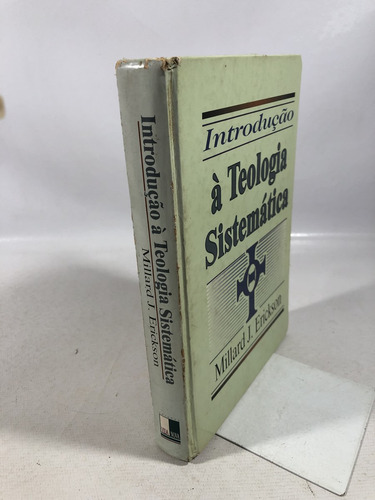 Introdução à Teologia Sistemática
Millard J. Erickson
Introdução
à Teologia
Sistemática
Millard J. Erickson